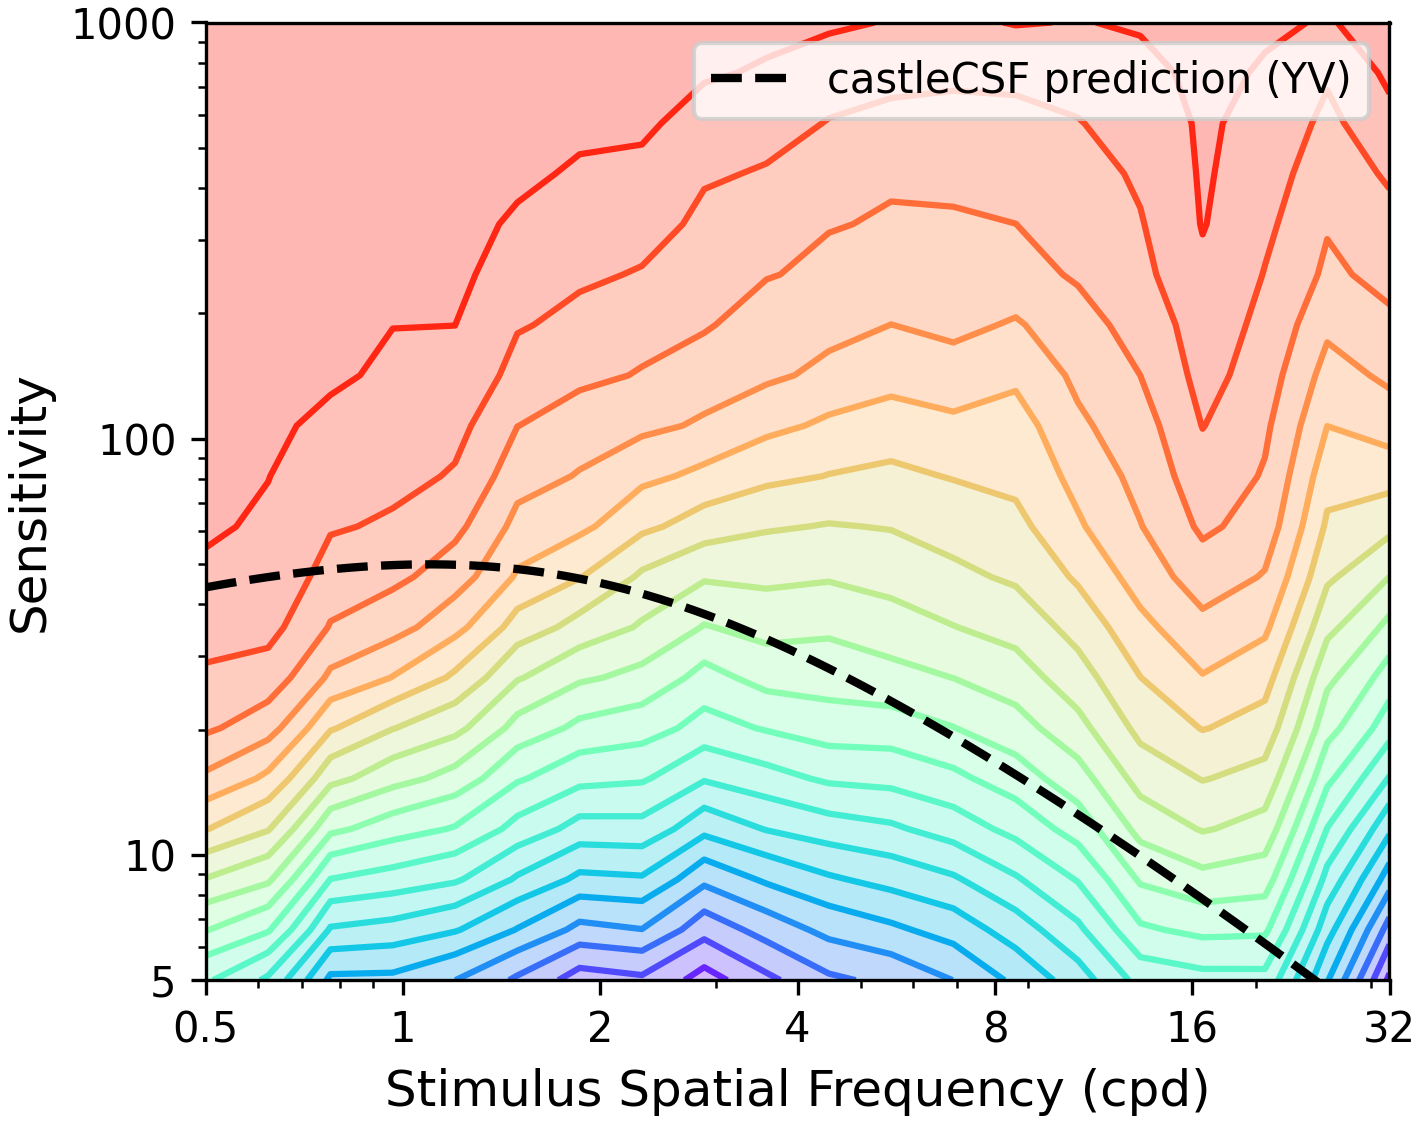 1000
castleCSF prediction (YV)
100
10
5
Sensitivity
0.5 1 2 4 8 16 32
Stimulus Spatial Frequency (cpd)